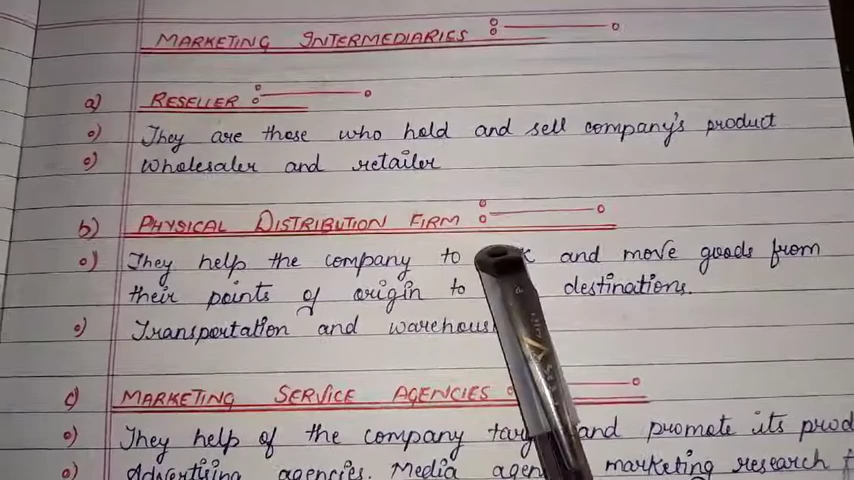 MARKETING INTERMEDIARIES
a) RESELLER
They are those who hold and sell company's product
Wholesaler and retailer
b) PHYSICAL DISTRIBUTION FIRM
They help the company to and move goods from
their points of origin to destinations.
Transportation and
c) MARKETING SERVICE AGENCIES
They help of the company and promote its
Advertising agencies. Media marketing research